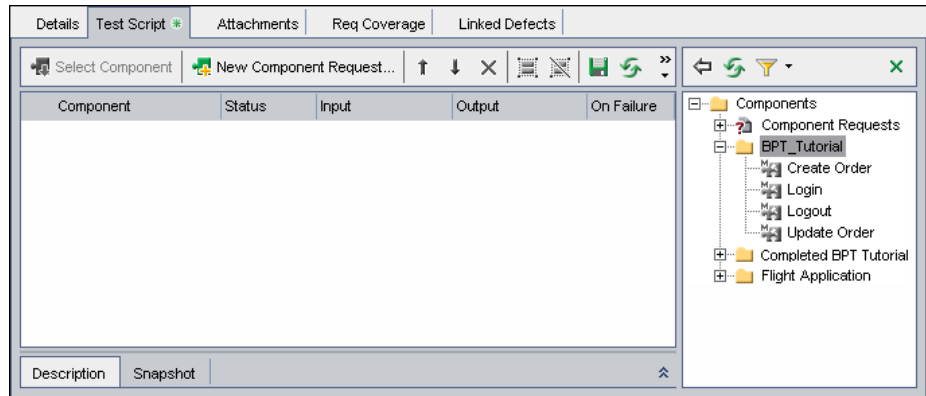 Details Test Script Attachments Req Coverage Linked Defects
Select Component New Component Request...
Component Status Input Output On Failure
Components
Component Requests
BPT_Tutorial
Create Order
Login
Logout
Update Order
Completed BPT Tutorial
Flight Application
Description Snapshot